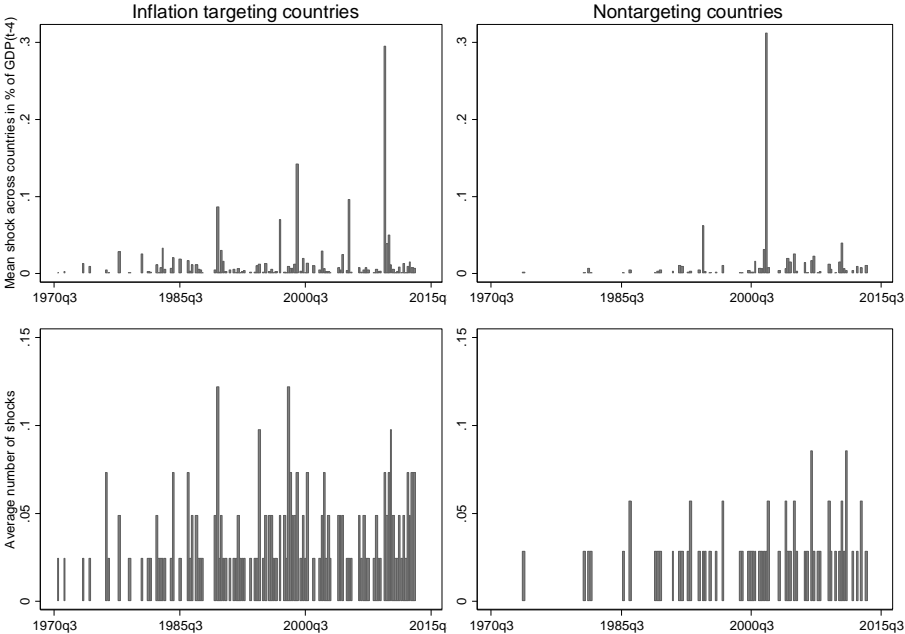 Inflation targeting countries
Nontargeting countries
Mean shock across countries in % of GDP(t-4)
.3
.2
.1
0
1970q3 1985q3 2000q3 2015q
.3
.2
.1
0
1970q3 1985q3 2000q3 2015q3
Average number of shocks
.15
.1
.05
0
1970q3 1985q3 2000q3 2015q
.15
.1
.05
0
1970q3 1985q3 2000q3 2015q3